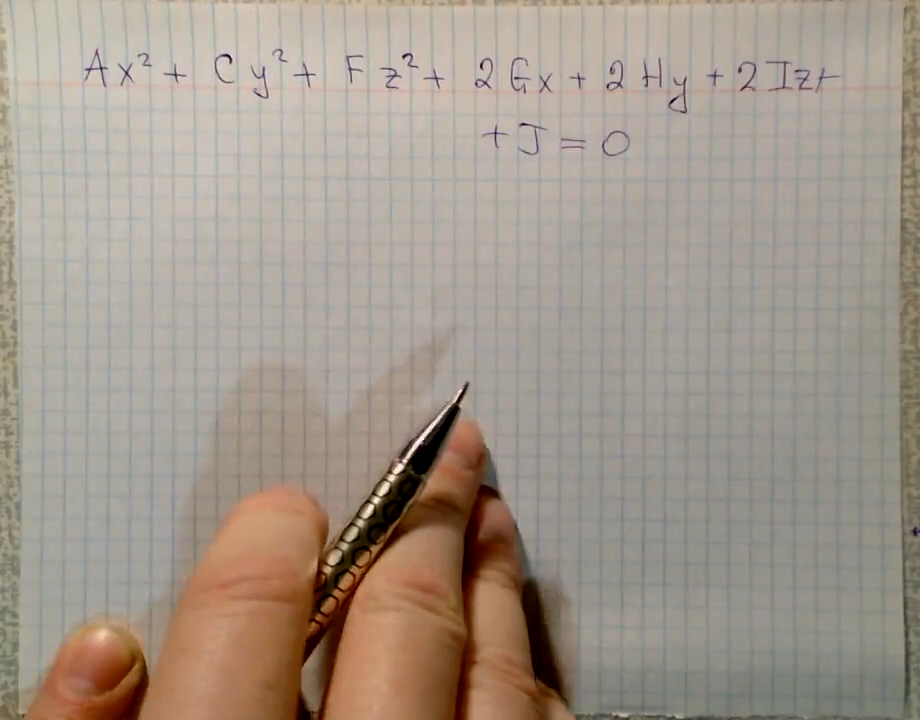 Ax² + Cy² + Fz² + 2Gx + 2Hy + 2Iz +
+ J = 0